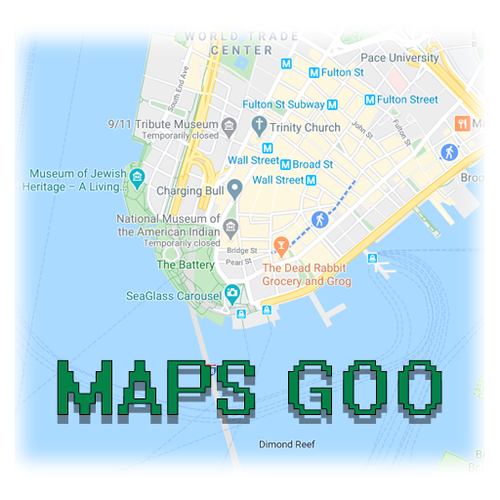 WORLD TRADE
CENTER
Pace University
M Fulton St
South End Ave
Fulton St Subway M
M Fulton Street
9/11 Tribute Museum
Temporarily closed
Trinity Church
John St
Fulton St
M
Wall Street
Broad St
Museum of Jewish
Heritage – A Living...
Wall Street M
Broo
Charging Bull
National Museum of
the American Indian
Temporarily closed
Bridge St
Pearl St
The Battery
The Dead Rabbit
Grocery and Grog
SeaGlass Carousel
MAPS GOO
Dimond Reef